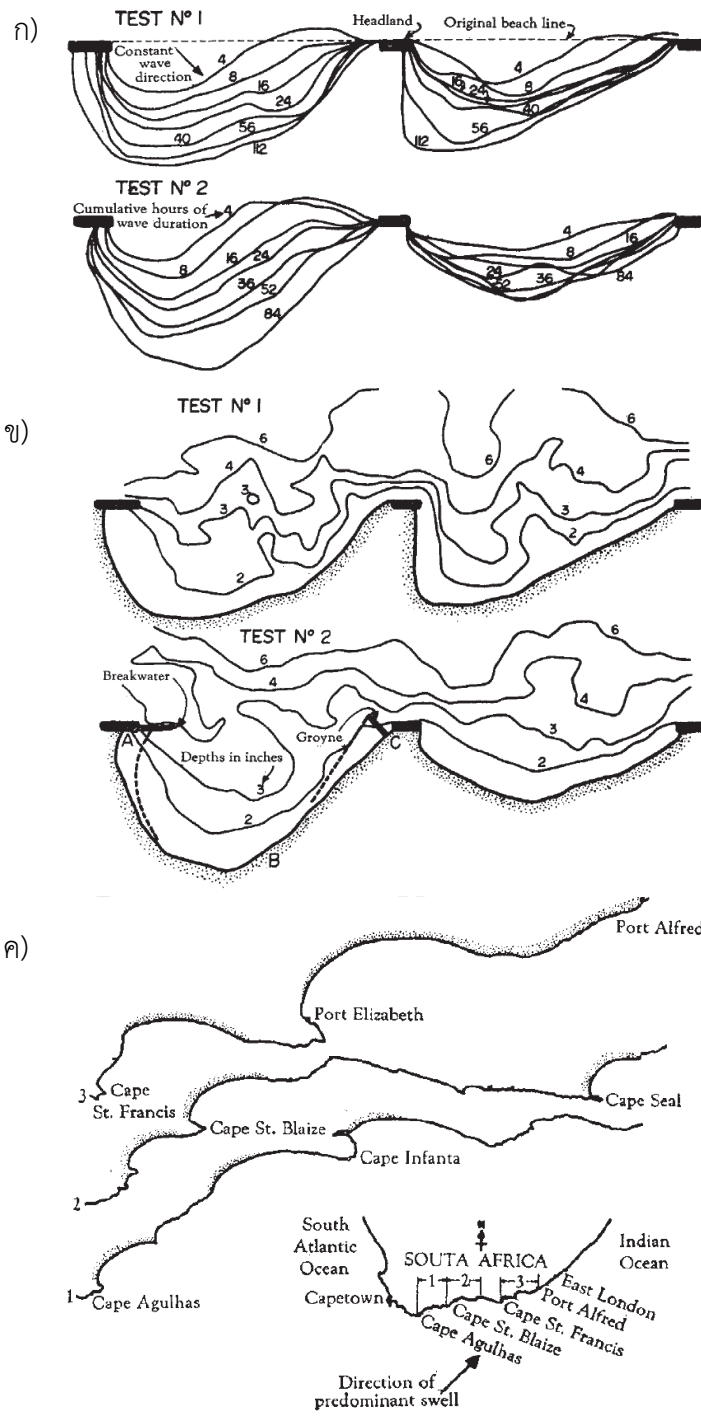 ก)
TEST Nº 1
Headland
Original beach line
Constant
wave
direction
4
8
16
24
40
56
112
4
8
16
24
40
56
112
TEST Nº 2
Cumulative hours of
wave duration
4
8
16
24
36
52
84
4
8
16
24
52
36
84
ข)
TEST Nº 1
6
4
3
3
2
6
6
4
3
2
TEST Nº 2
6
4
Breakwater
A
Groyne
C
Depths in inches
3
2
B
6
4
3
2
ค)
Port Alfred
Port Elizabeth
3
Cape
St. Francis
Cape Seal
Cape St. Blaize
Cape Infanta
2
1
Cape Agulhas
South
Atlantic
Ocean
N
Indian
Ocean
SOUTA AFRICA
1 2 3
Capetown
East London
Port Alfred
Cape St. Francis
Cape St. Blaize
Cape Agulhas
Direction of
predominant swell